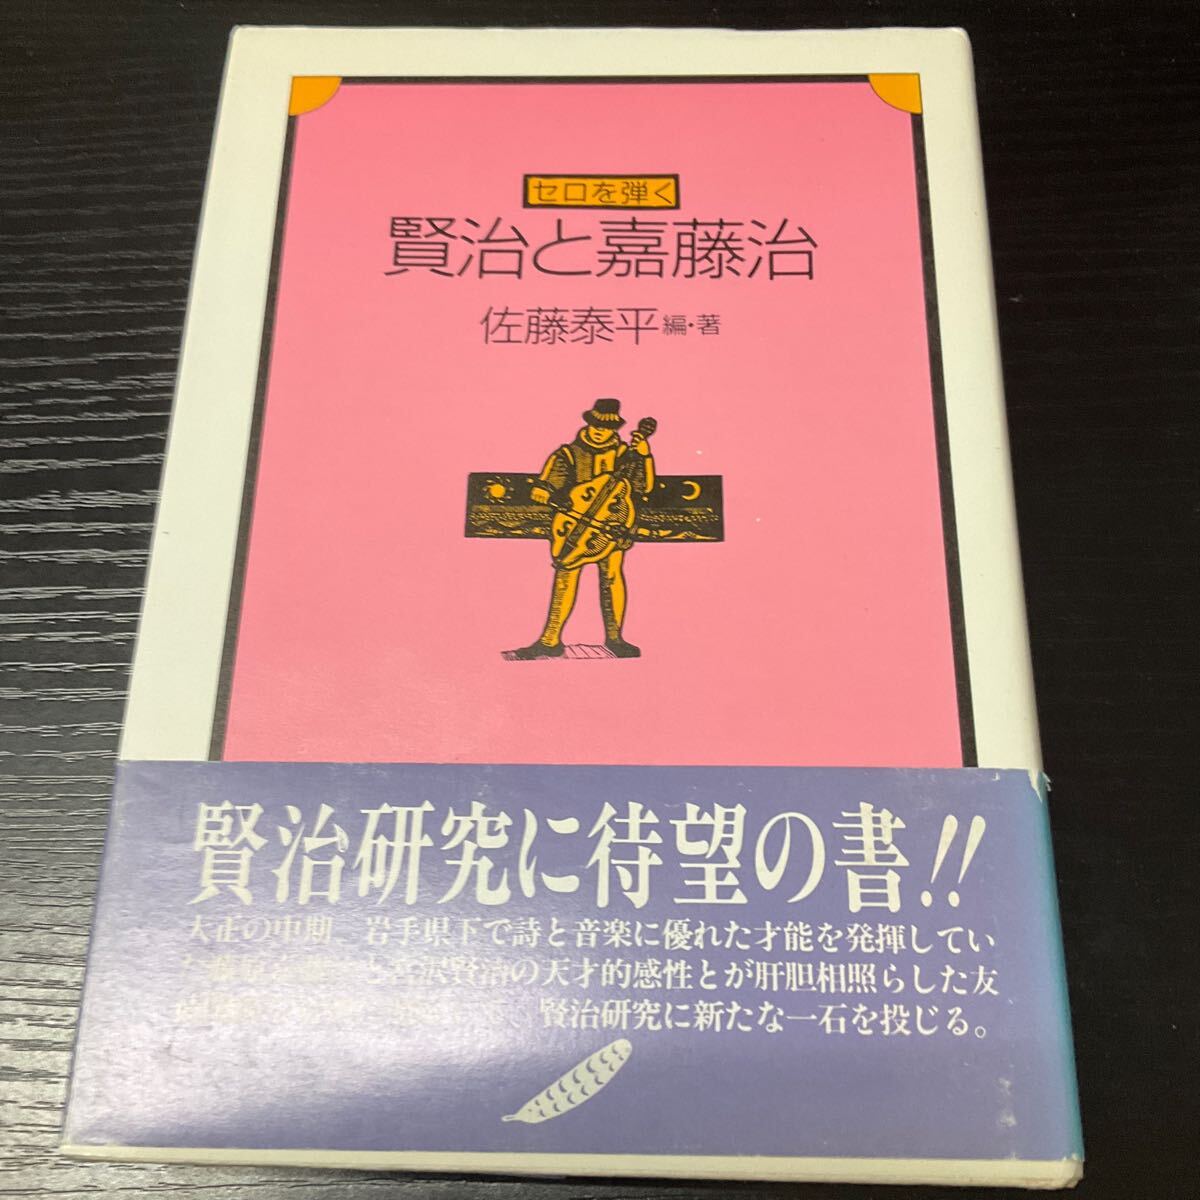 セロを弾く
賢治と嘉藤治
佐藤泰平 編・著
賢治研究に待望の書!!
大正の中期、岩手県下で詩と音楽に優れた才能を発揮してい
沢賢治の天才的感性とが肝胆相照らした友
賢治研究に新たな一石を投じる。